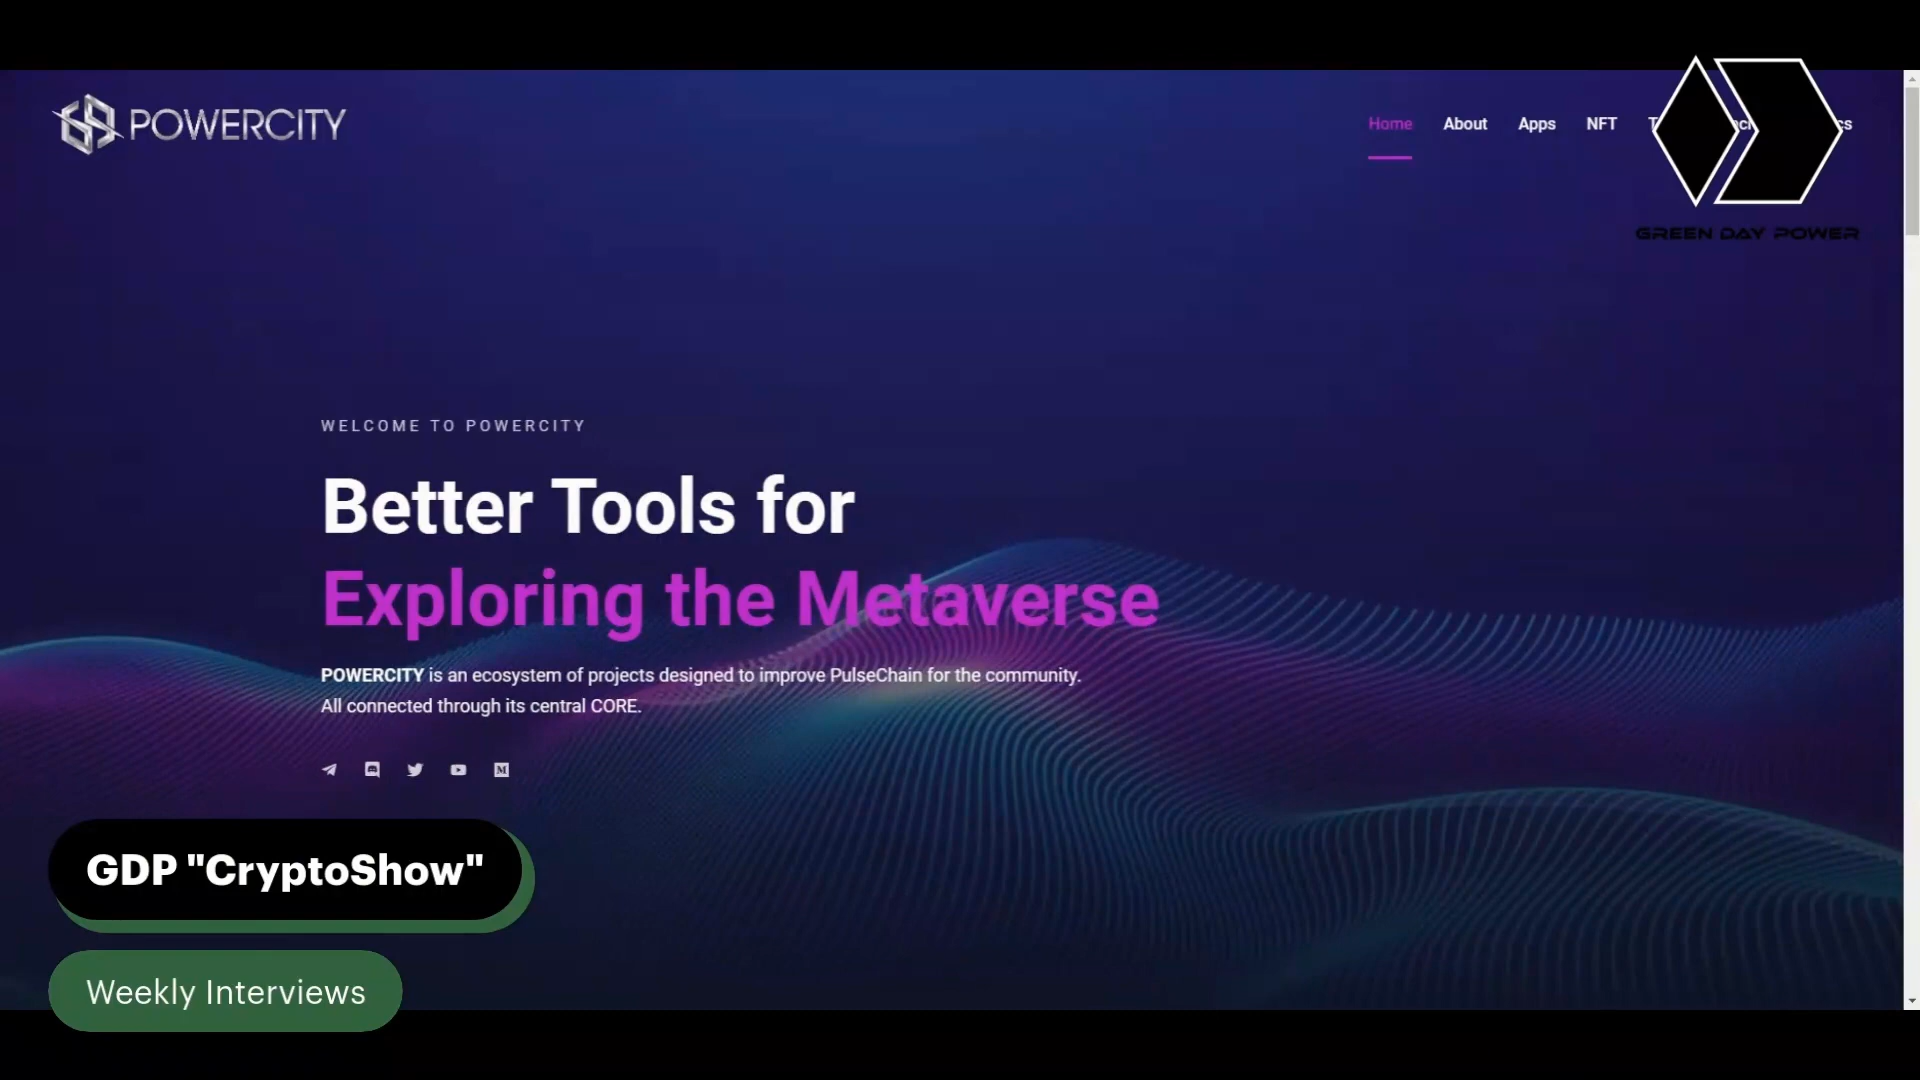 POWERCITY
Home About Apps NFT
GREEN DAY POWER
WELCOME TO POWERCITY
Better Tools for
Exploring the Metaverse
POWERCITY is an ecosystem of projects designed to improve PulseChain for the community.
All connected through its central CORE.
GDP "CryptoShow"
Weekly Interviews